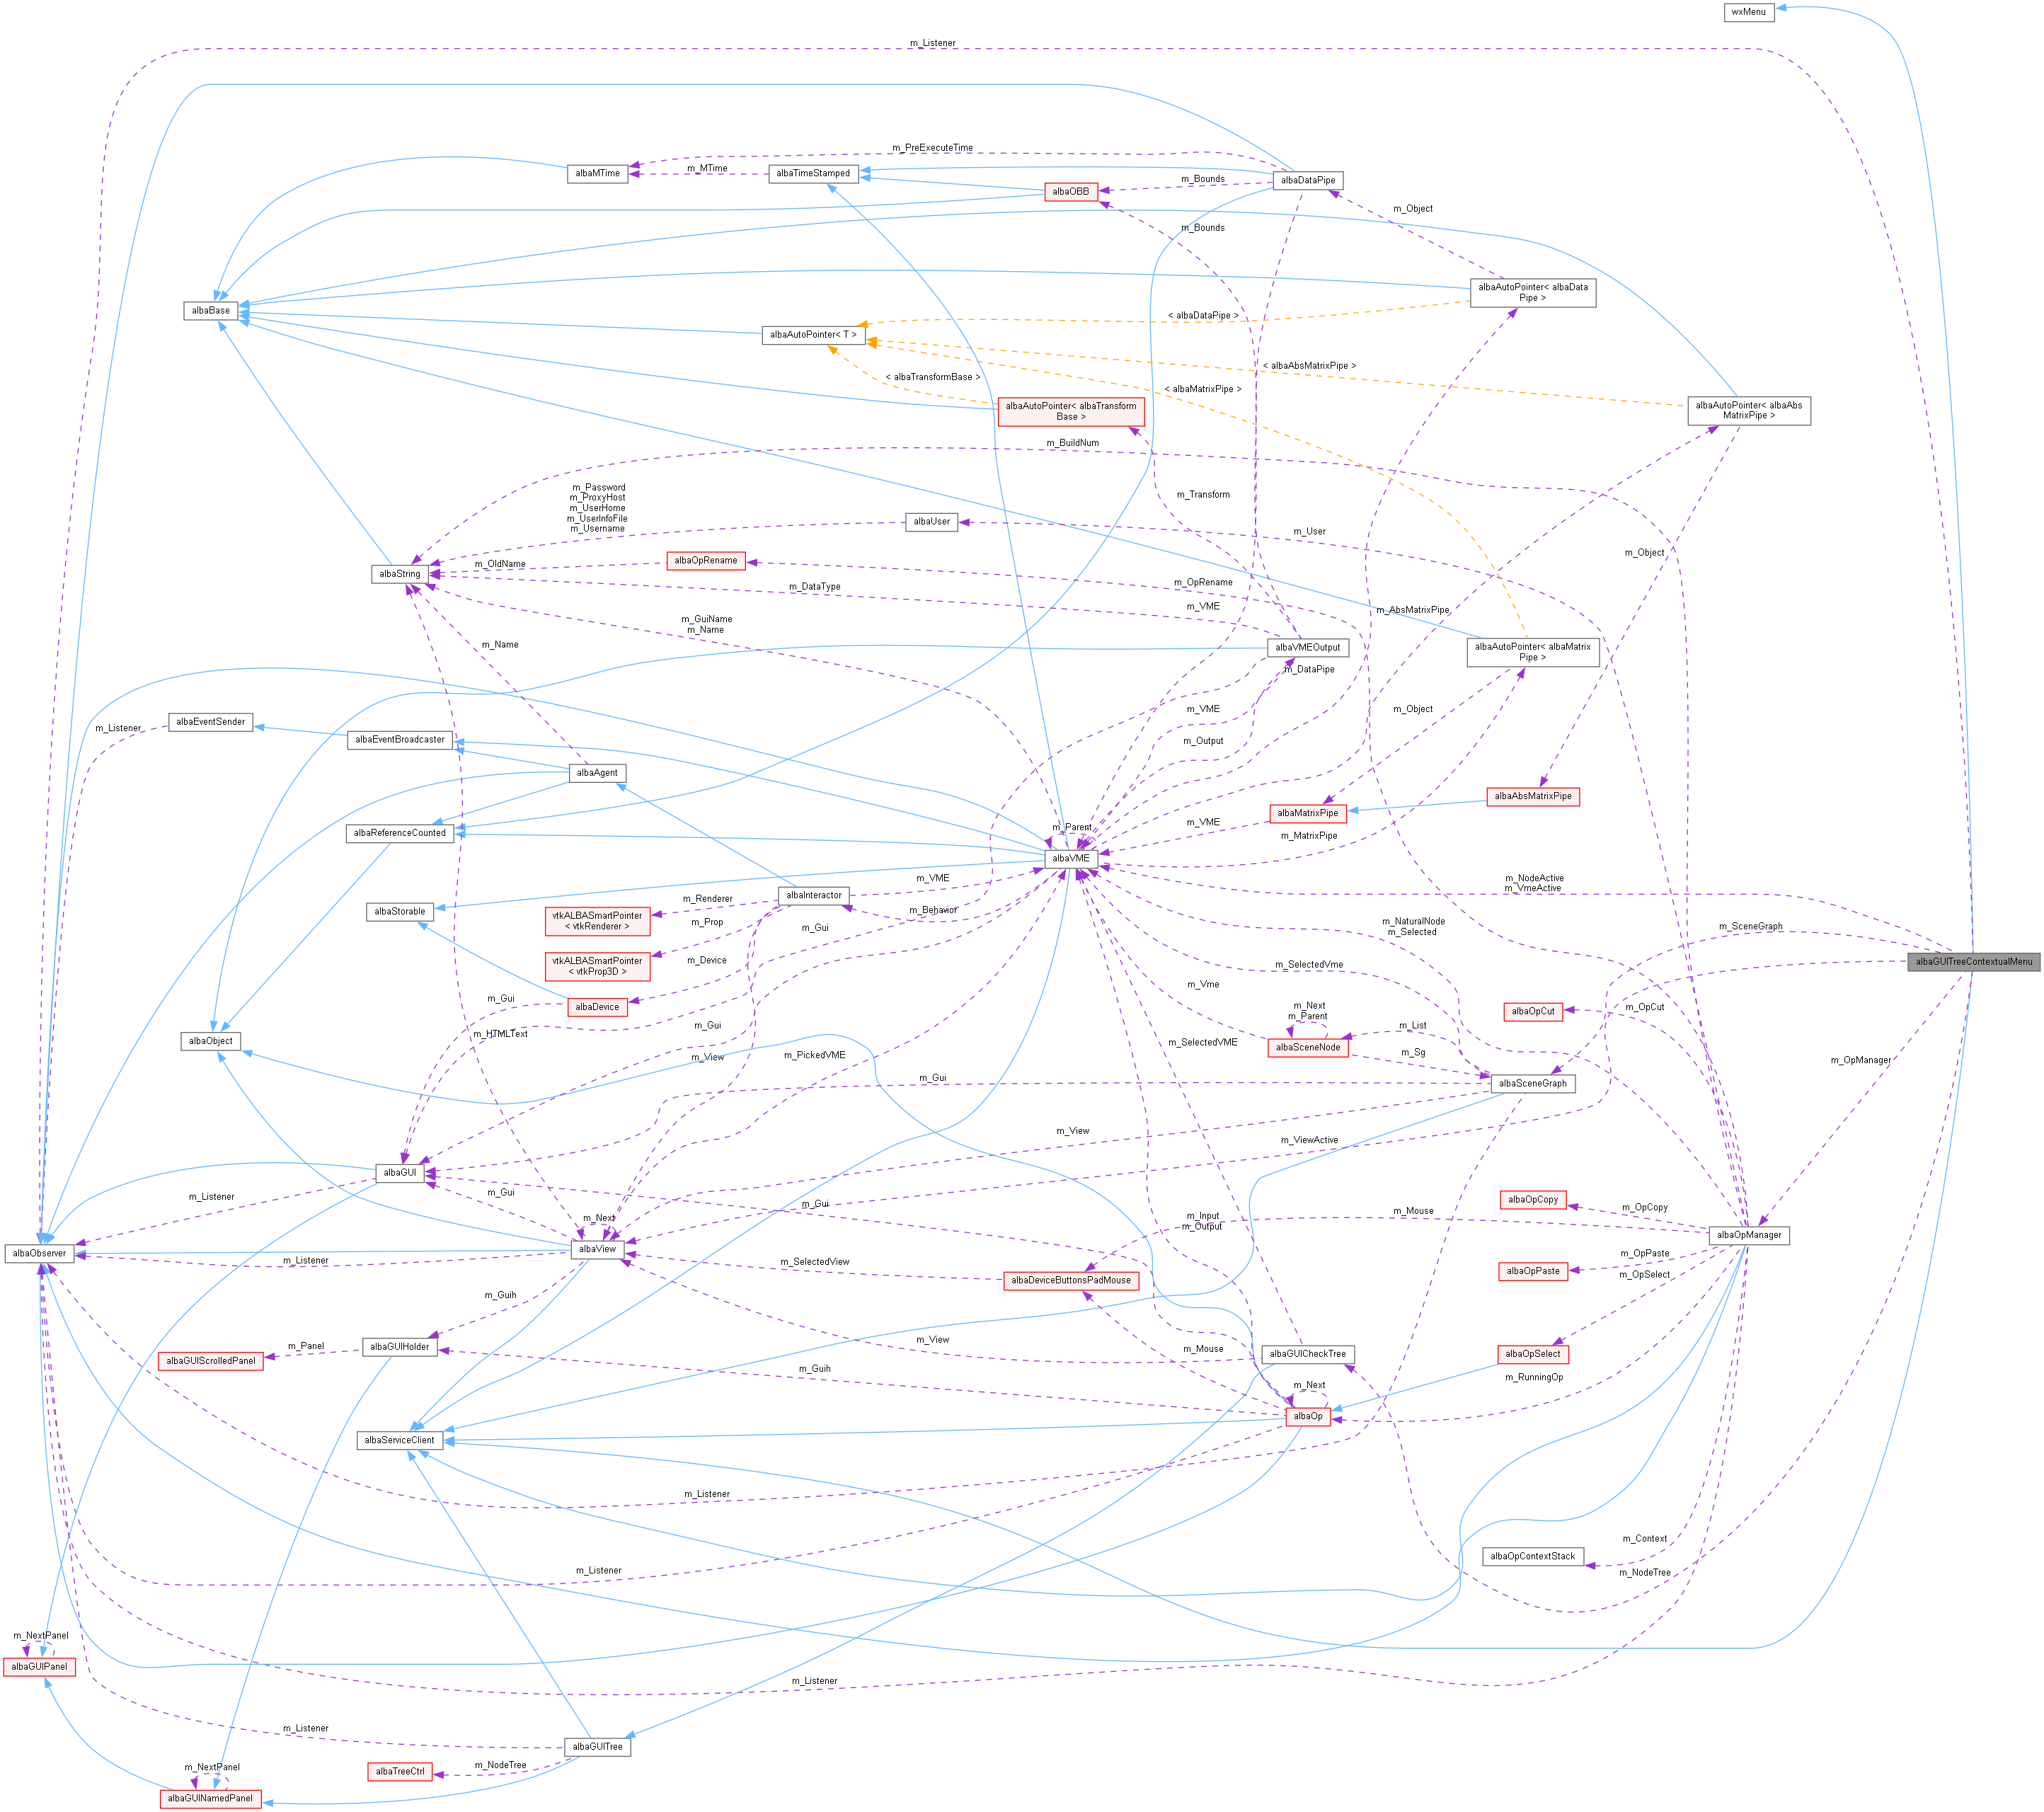 wxMenu
m_Listener
m_PreExecuteTime
albaMTime
m_MTime
albaTimeStamped
albaDataPipe
m_Bounds
albaOBB
m_Object
m_Bounds
albaAutoPointer< albaData
Pipe >
albaBase
< albaDataPipe >
albaAutoPointer< T >
< albaAbsMatrixPipe >
< albaTransformBase >
< albaMatrixPipe >
albaAutoPointer< albaTransform
Base >
albaAutoPointer< albaAbs
MatrixPipe >
m_BuildNum
m_Password
m_ProxyHost
m_UserHome
m_UserInfoFile
m_Username
m_Transform
albaUser
m_User
m_Object
albaOpRename
m_OldName
albaString
m_DataType
m_OpRename
m_VME
m_AbsMatrixPipe
m_GuiName
m_Name
m_Name
albaVMEOutput
albaAutoPointer< albaMatrix
Pipe >
m_DataPipe
m_VME
m_Object
albaEventSender
m_Listener
albaEventBroadcaster
m_Output
albaAgent
albaAbsMatrixPipe
albaMatrixPipe
m_VME
albaReferenceCounted
m_Parent
m_MatrixPipe
albaVME
m_VME
m_NodeActive
m_VmeActive
albaInteractor
m_Renderer
albaStorable
vtkALBASmartPointer
< vtkRenderer >
m_Prop
m_Behavior
m_Gui
m_NaturalNode
m_Selected
m_SceneGraph
albaGUITreeContextualMenu
vtkALBASmartPointer
< vtkProp3D >
m_Device
m_SelectedVme
m_Vme
m_Gui
albaDevice
m_Next
m_Parent
albaOpCut
m_OpCut
m_HTMLText
albaObject
m_Gui
m_View
m_PickedVME
m_SelectedVME
albaSceneNode
m_List
m_Sg
m_OpManager
m_Gui
albaSceneGraph
m_View
m_ViewActive
albaGUI
m_Listener
m_Gui
m_Gui
albaOpCopy
m_OpCopy
m_Next
m_Input
m_Output
m_Mouse
albaOpManager
albaObserver
albaView
m_Listener
m_SelectedView
albaDeviceButtonsPadMouse
albaOpPaste
m_OpPaste
m_OpSelect
m_Guih
m_Panel
albaGUIHolder
albaGUIScrolledPanel
m_View
m_Mouse
albaGUICheckTree
albaOpSelect
m_Guih
m_Next
m_RunningOp
albaOp
albaServiceClient
m_Listener
m_Context
albaOpContextStack
m_Listener
m_NodeTree
m_NextPanel
albaGUIPanel
m_Listener
m_Listener
albaGUITree
m_NextPanel
m_NodeTree
albaTreeCtrl
albaGUINamedPanel